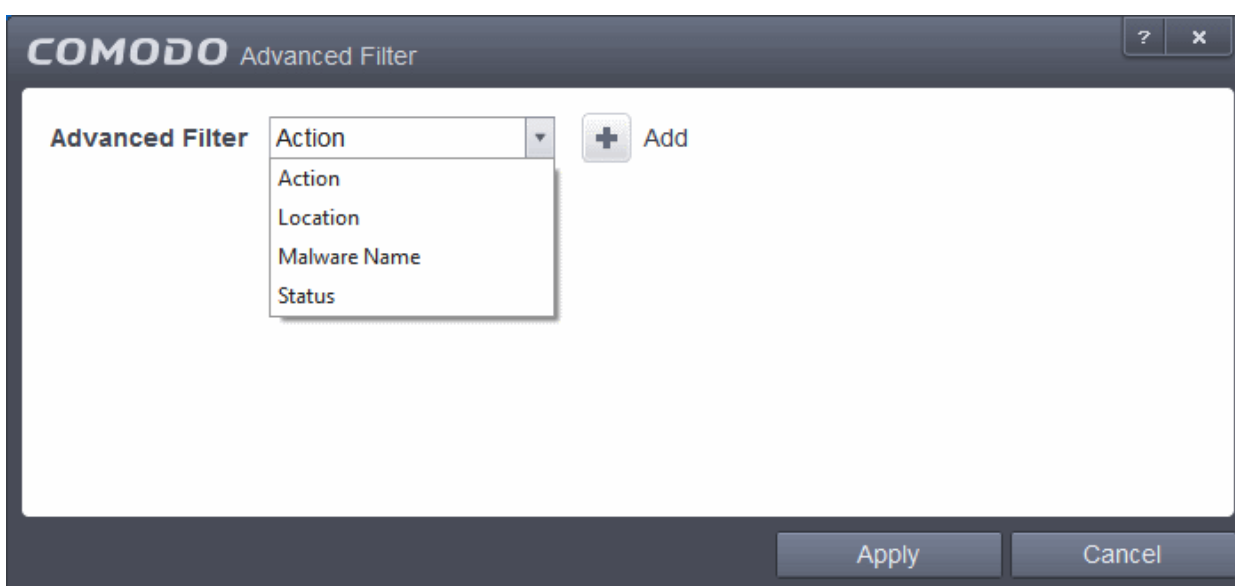 COMODO Advanced Filter ? ×
Advanced Filter Action Add
Action
Location
Malware Name
Status
Apply Cancel